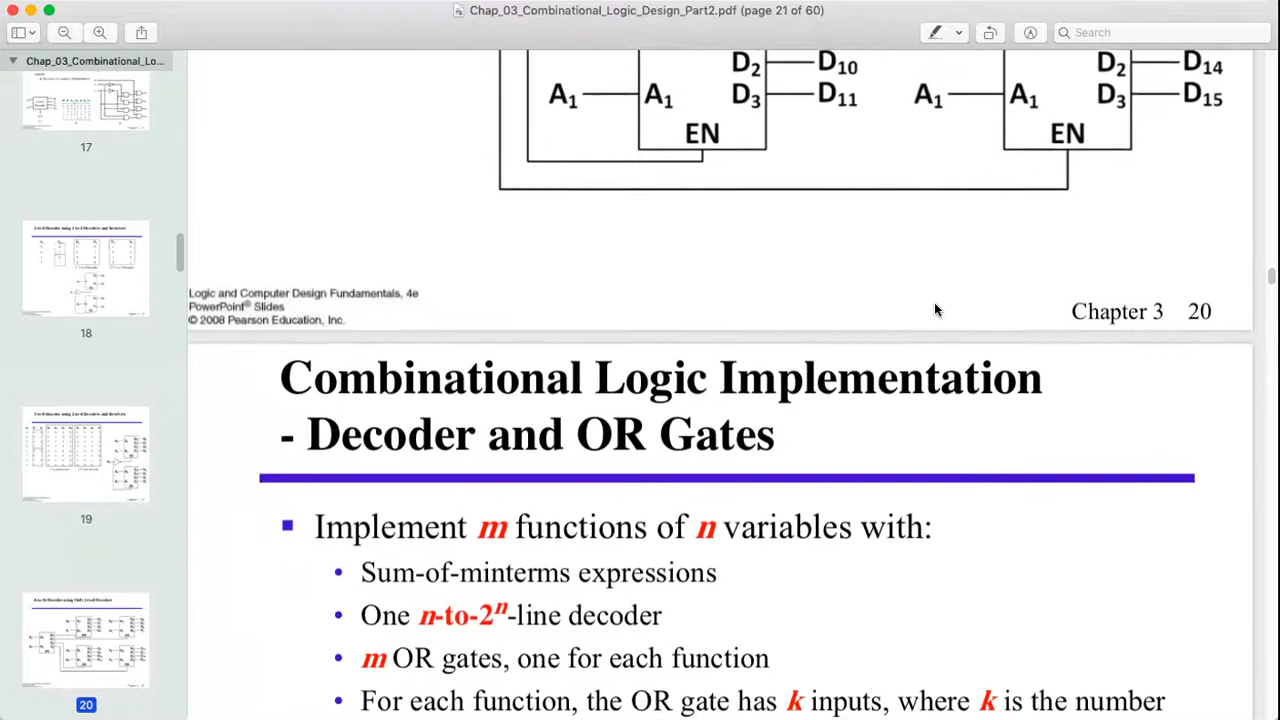 Chap_03_Combinational_Logic_Design_Part2.pdf (page 21 of 60)
Search
Chap_03_Combinational_Lo...
17
18
19
20
D2 D10 D2 D14
A1 A1 D3 D11 A1 A1 D3 D15
EN EN
Logic and Computer Design Fundamentals, 4e
PowerPoint® Slides
© 2008 Pearson Education, Inc.
Chapter 3 20
Combinational Logic Implementation
- Decoder and OR Gates
Implement m functions of n variables with:
• Sum-of-minterms expressions
• One n-to-2ⁿ-line decoder
• m OR gates, one for each function
• For each function, the OR gate has k inputs, where k is the number